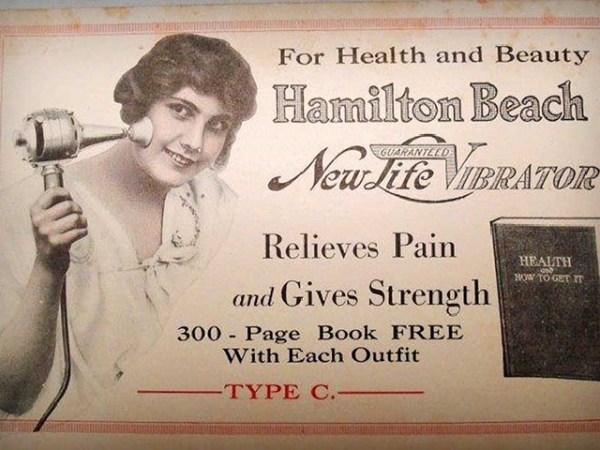 For Health and Beauty
Hamilton Beach
GUARANTEED
New Life VIBRATOR
Relieves Pain
and Gives Strength
HEALTH
and
HOW TO GET IT
300 - Page Book FREE
With Each Outfit
TYPE C.